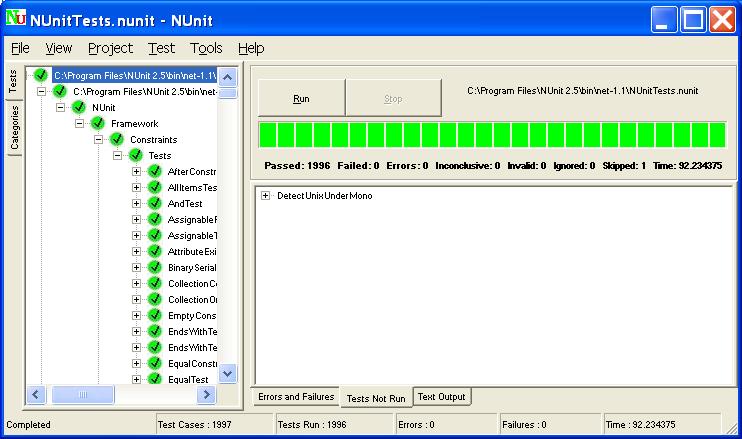 NUnitTests.nunit - NUnit
File View Project Test Tools Help
Tests
Categories
C:\Program Files\NUnit 2.5\bin\net-1.1\
C:\Program Files\NUnit 2.5\bin\net-
NUnit
Framework
Constraints
Tests
AfterConstr
AllItemsTes
AndTest
AssignableF
AssignableT
AttributeExi
BinarySerial
CollectionCo
CollectionOr
EmptyCons
EndsWithTe
EndsWithTe
EqualConstr
EqualTest
Run Stop C:\Program Files\NUnit 2.5\bin\net-1.1\NUnitTests.nunit
Passed: 1996 Failed: 0 Errors: 0 Inconclusive: 0 Invalid: 0 Ignored: 0 Skipped: 1 Time: 92.234375
DetectUnixUnderMono
Errors and Failures Tests Not Run Text Output
Completed Test Cases : 1997 Tests Run : 1996 Errors : 0 Failures : 0 Time : 92.234375